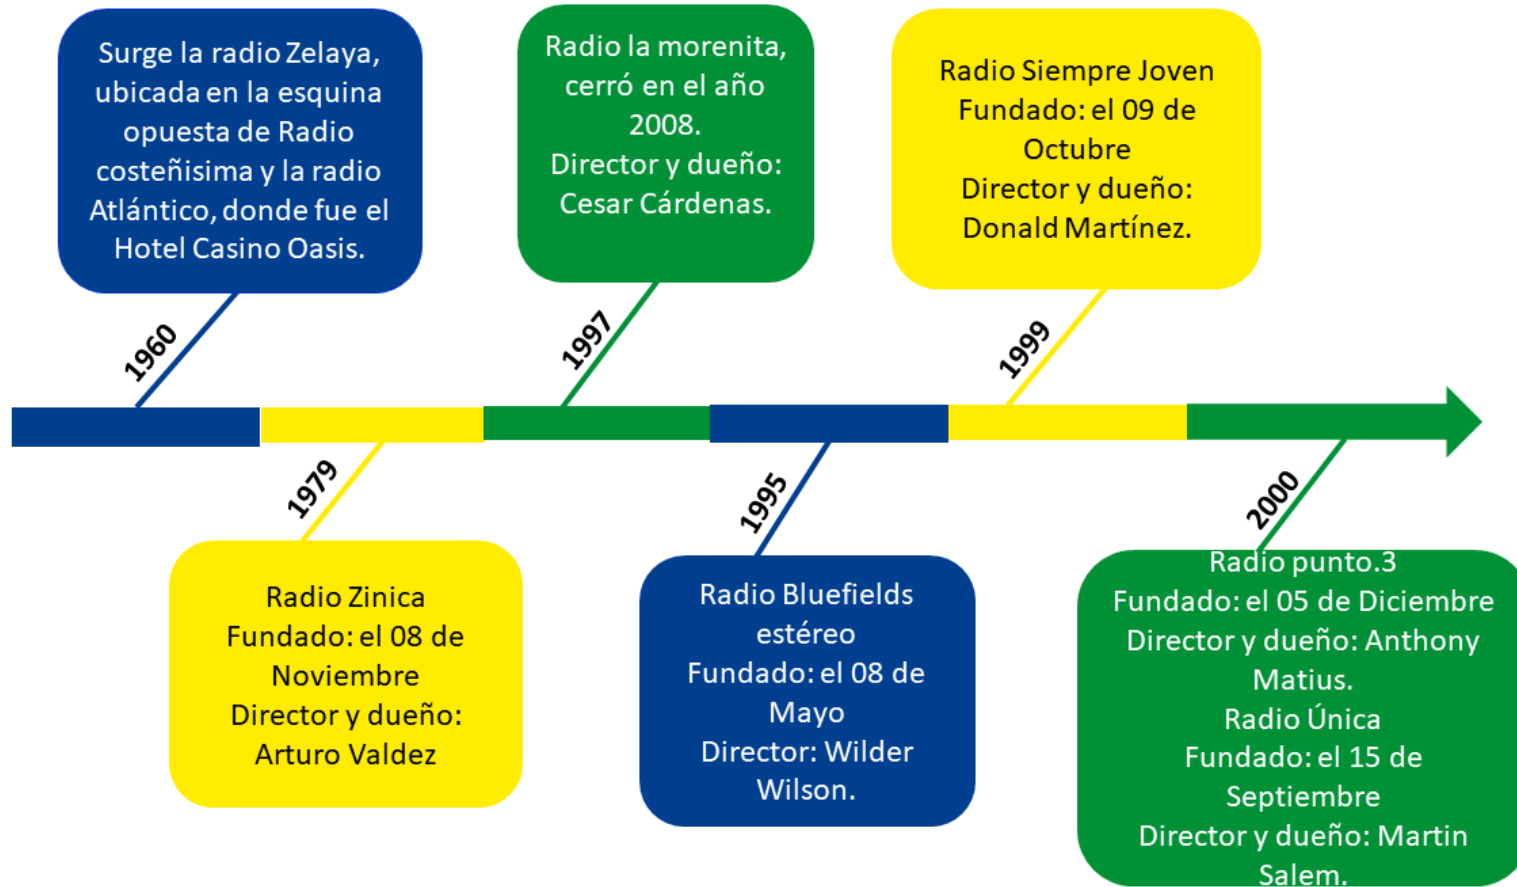 Surge la radio Zelaya,
ubicada en la esquina
opuesta de Radio
costeñisima y la radio
Atlántico, donde fue el
Hotel Casino Oasis.
1960
Radio Zinica
Fundado: el 08 de
Noviembre
Director y dueño:
Arturo Valdez
1979
Radio la morenita,
cerró en el año
2008.
Director y dueño:
Cesar Cárdenas.
1997
Radio Bluefields
estéreo
Fundado: el 08 de
Mayo
Director: Wilder
Wilson.
1995
Radio Siempre Joven
Fundado: el 09 de
Octubre
Director y dueño:
Donald Martínez.
1999
Radio punto.3
Fundado: el 05 de Diciembre
Director y dueño: Anthony
Matius.
Radio Única
Fundado: el 15 de
Septiembre
Director y dueño: Martin
Salem.
2000